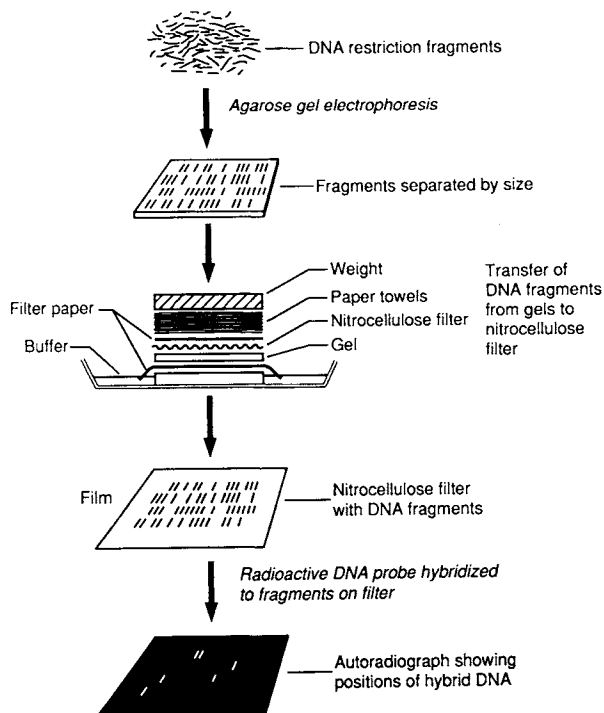 DNA restriction fragments
Agarose gel electrophoresis
Fragments separated by size
Weight
Paper towels
Nitrocellulose filter
Gel
Filter paper
Buffer
Transfer of
DNA fragments
from gels to
nitrocellulose
filter
Film
Nitrocellulose filter
with DNA fragments
Radioactive DNA probe hybridized
to fragments on filter
Autoradiograph showing
positions of hybrid DNA